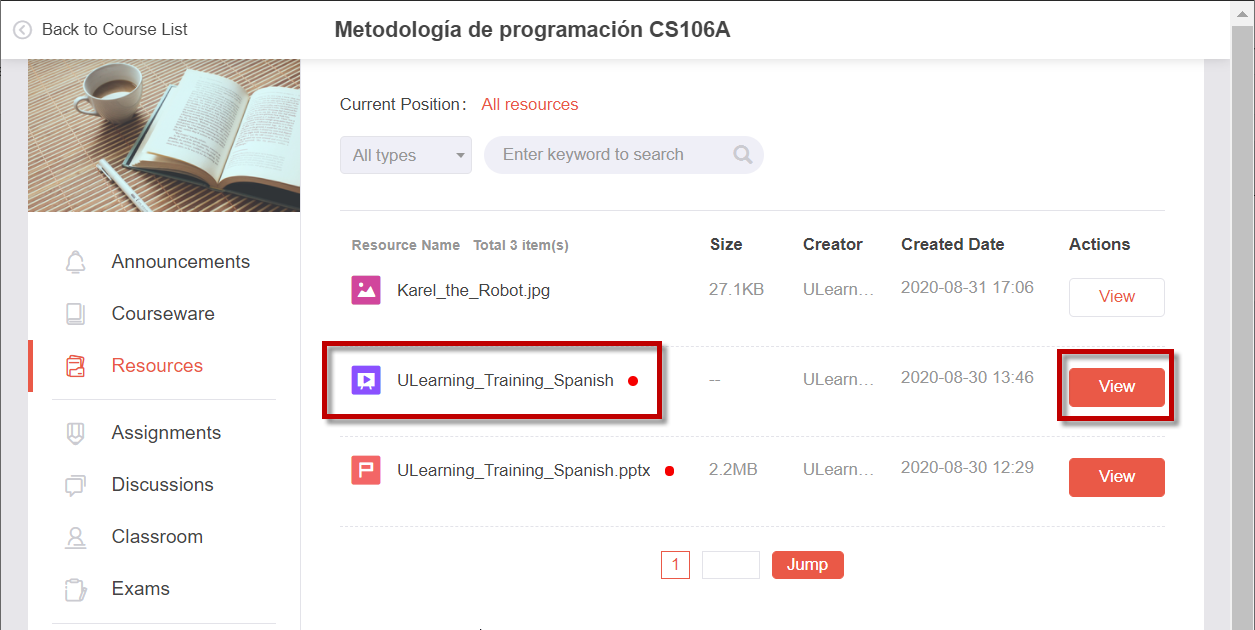 Back to Course List
Metodología de programación CS106A
Current Position: All resources
All types
Enter keyword to search
Resource Name Total 3 item(s) Size Creator Created Date Actions
Karel_the_Robot.jpg 27.1KB ULearn... 2020-08-31 17:06 View
ULearning_Training_Spanish -- ULearn... 2020-08-30 13:46 View
ULearning_Training_Spanish.pptx 2.2MB ULearn... 2020-08-30 12:29 View
1 Jump
Announcements
Courseware
Resources
Assignments
Discussions
Classroom
Exams